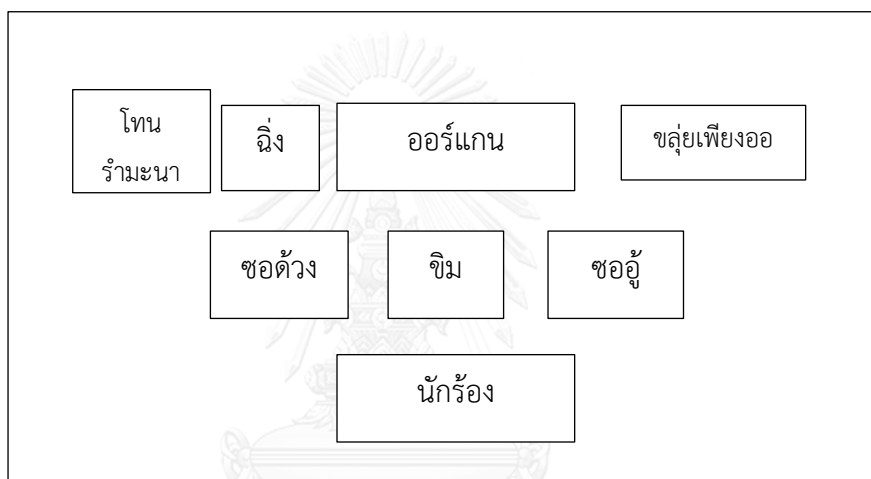 โทน
รำมะนา
ฉิ่ง
ออร์แกน
ขลุ่ยเพียงออ
ซอด้วง
ขิม
ซออู้
นักร้อง